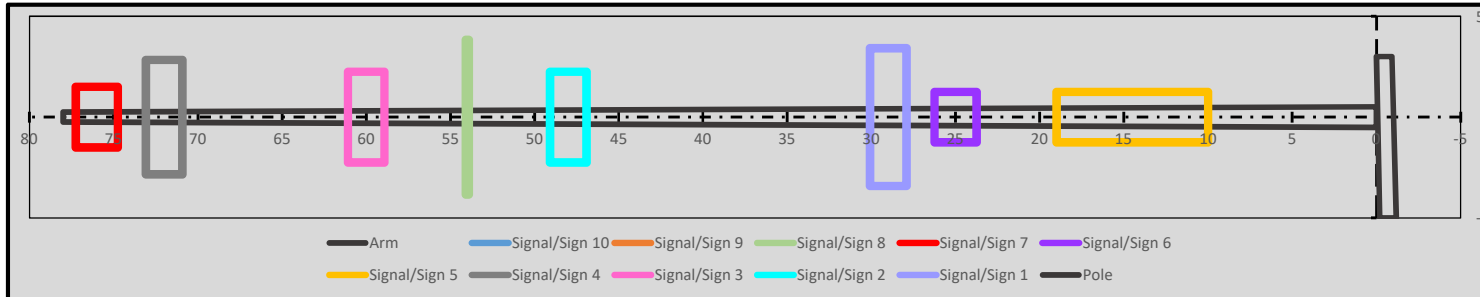 5
80 75 70 65 60 55 50 45 40 35 30 25 20 15 10 5 0 -5
Arm Signal/Sign 10 Signal/Sign 9 Signal/Sign 8 Signal/Sign 7 Signal/Sign 6
Signal/Sign 5 Signal/Sign 4 Signal/Sign 3 Signal/Sign 2 Signal/Sign 1 Pole